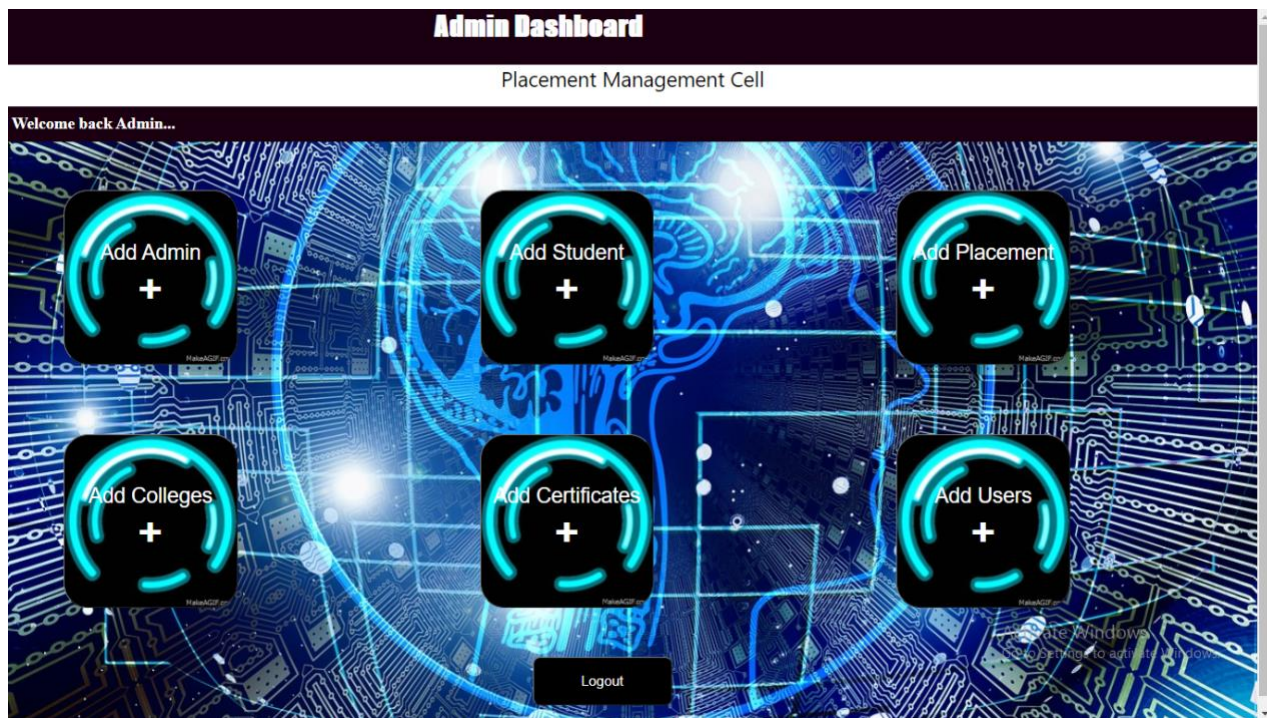 Admin Dashboard
Placement Management Cell
Welcome back Admin...
Add Admin
+
MakeAGIF.com
Add Student
+
MakeAGIF.com
Add Placement
+
MakeAGIF.com
Add Colleges
+
MakeAGIF.com
Add Certificates
+
MakeAGIF.com
Add Users
+
MakeAGIF.com
Activate Windows
Go to Settings to activate Windows.
Logout